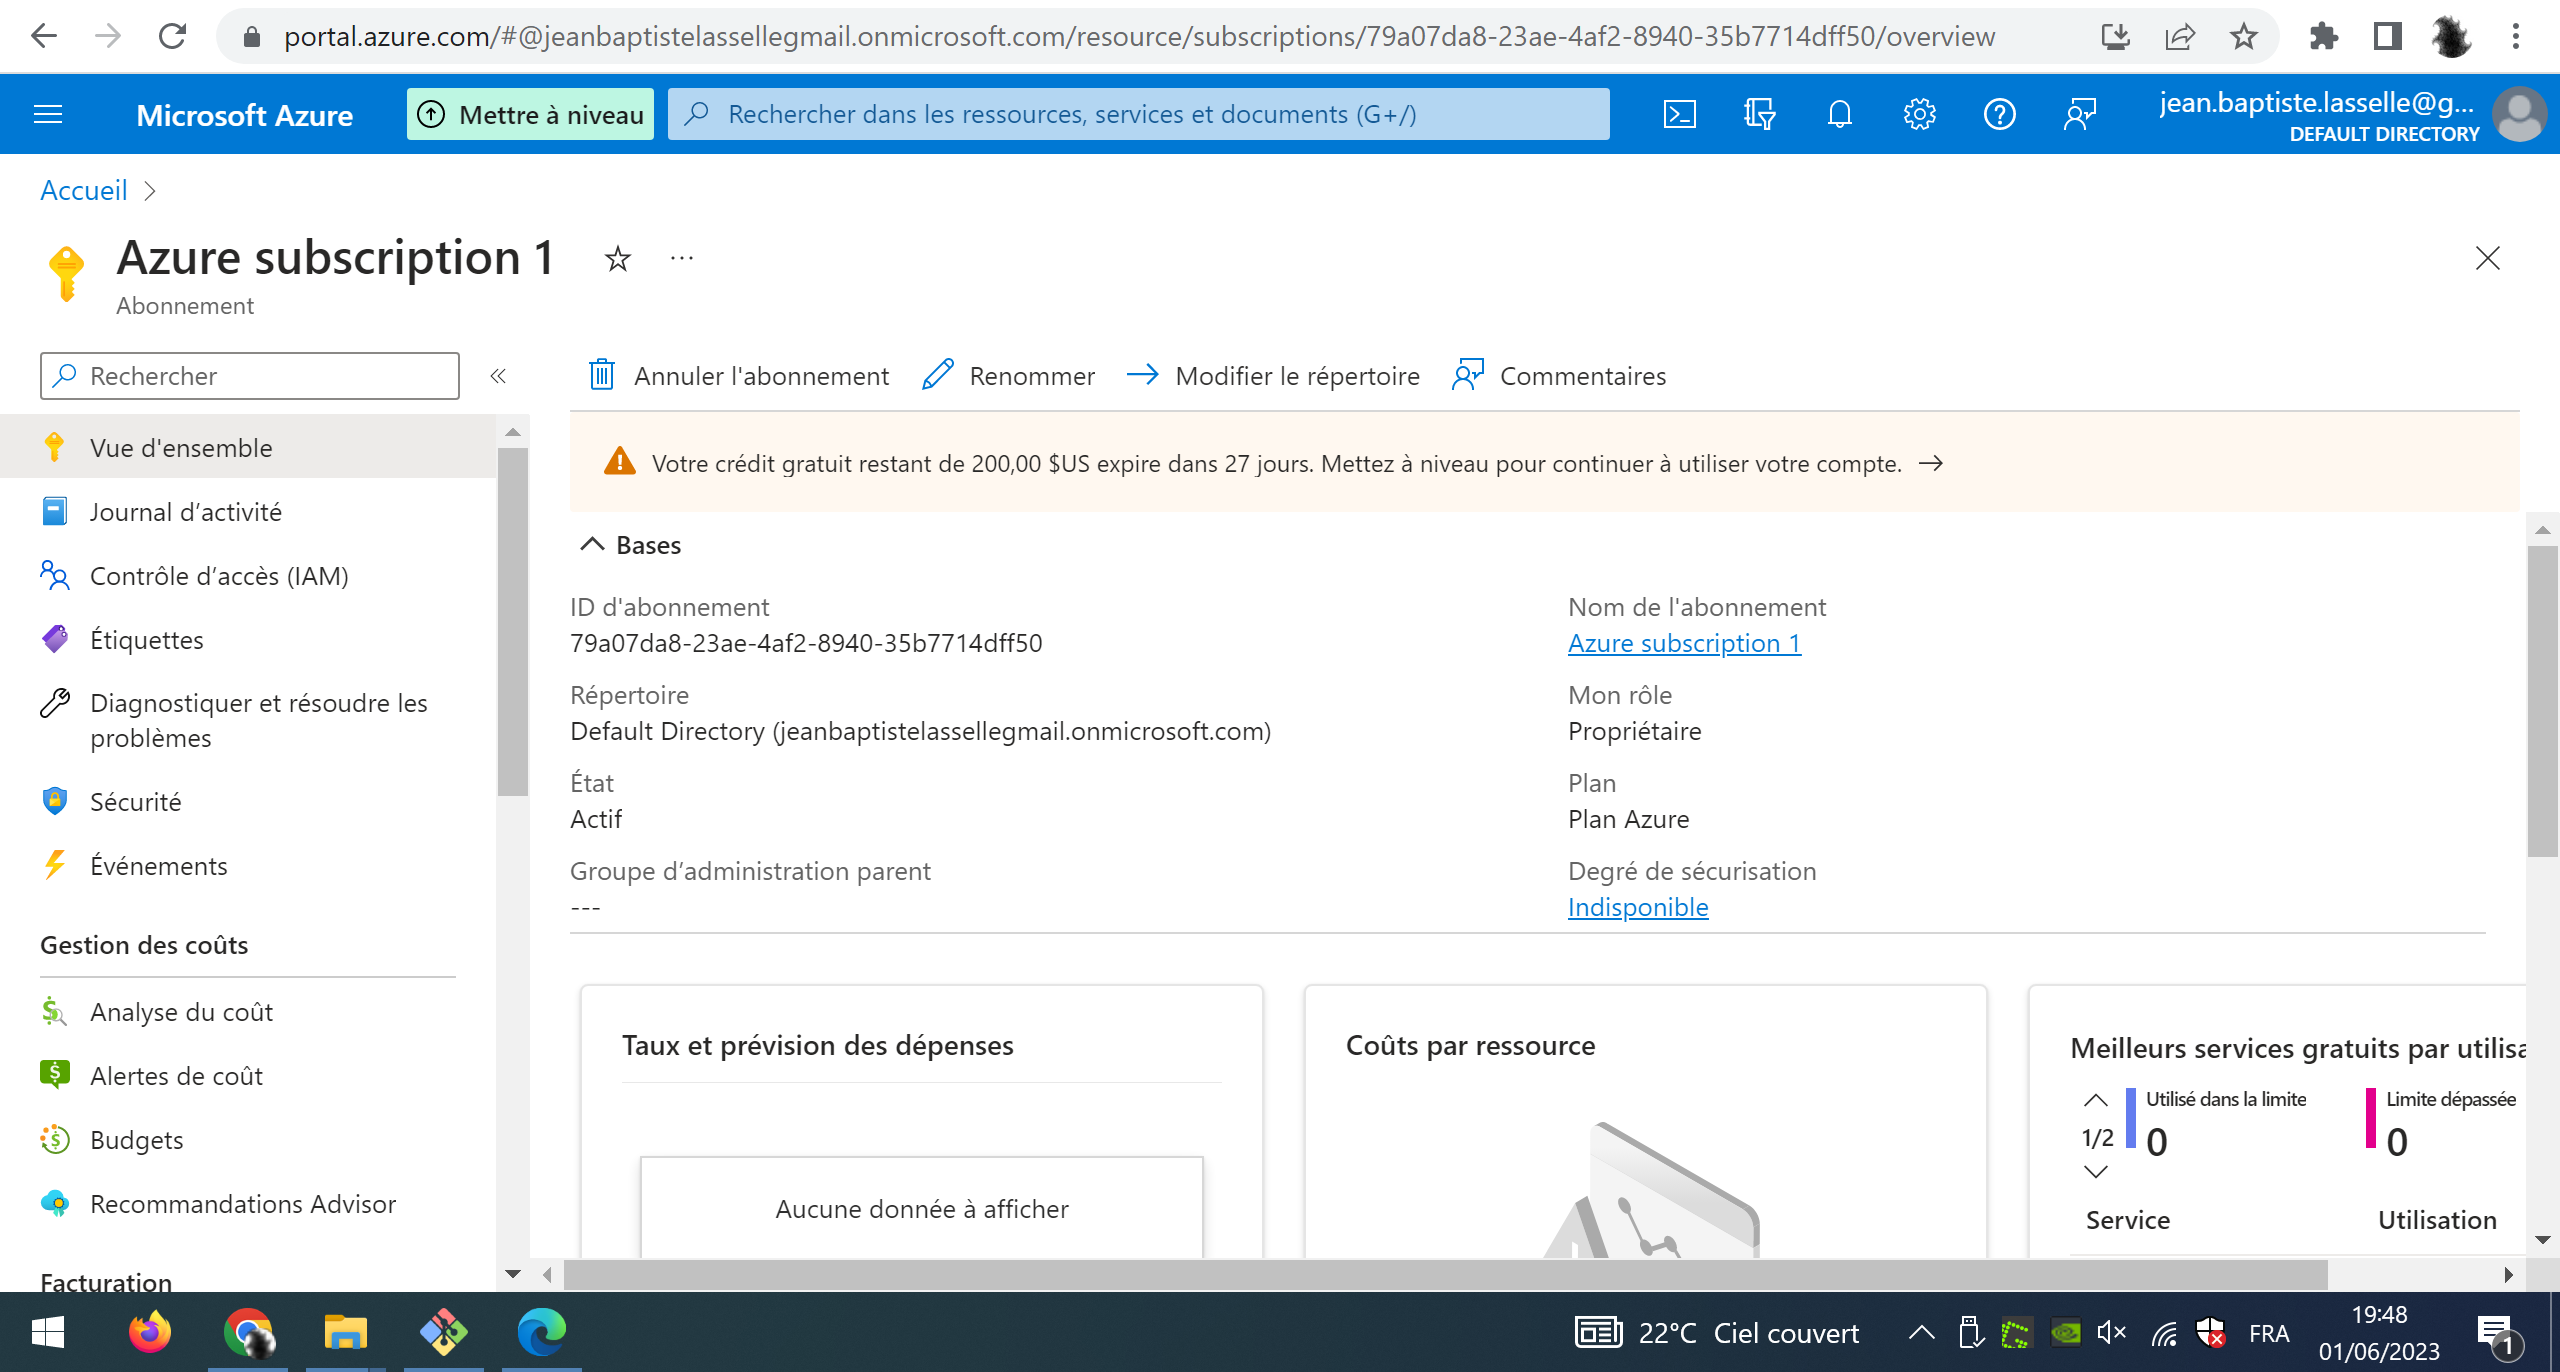 portal.azure.com/#@jeanbaptistelassellegmail.onmicrosoft.com/resource/subscriptions/79a07da8-23ae-4af2-8940-35b7714dff50/overview
Microsoft Azure
Mettre à niveau
Rechercher dans les ressources, services et documents (G+/)
jean.baptiste.lasselle@g...
DEFAULT DIRECTORY
Accueil
Azure subscription 1
Abonnement
Rechercher
Annuler l'abonnement
Renommer
Modifier le répertoire
Commentaires
Vue d'ensemble
Journal d’activité
Contrôle d’accès (IAM)
Étiquettes
Diagnostiquer et résoudre les
problèmes
Sécurité
Événements
Gestion des coûts
Analyse du coût
Alertes de coût
Budgets
Recommandations Advisor
Facturation
Votre crédit gratuit restant de 200,00 $US expire dans 27 jours. Mettez à niveau pour continuer à utiliser votre compte.
Bases
ID d'abonnement
79a07da8-23ae-4af2-8940-35b7714dff50
Répertoire
Default Directory (jeanbaptistelassellegmail.onmicrosoft.com)
État
Actif
Groupe d’administration parent
---
Nom de l'abonnement
Azure subscription 1
Mon rôle
Propriétaire
Plan
Plan Azure
Degré de sécurisation
Indisponible
Taux et prévision des dépenses
Aucune donnée à afficher
Coûts par ressource
Meilleurs services gratuits par utilisa
1/2
Utilisé dans la limite
0
Limite dépassée
0
Service
Utilisation
22°C Ciel couvert
FRA
19:48
01/06/2023
1